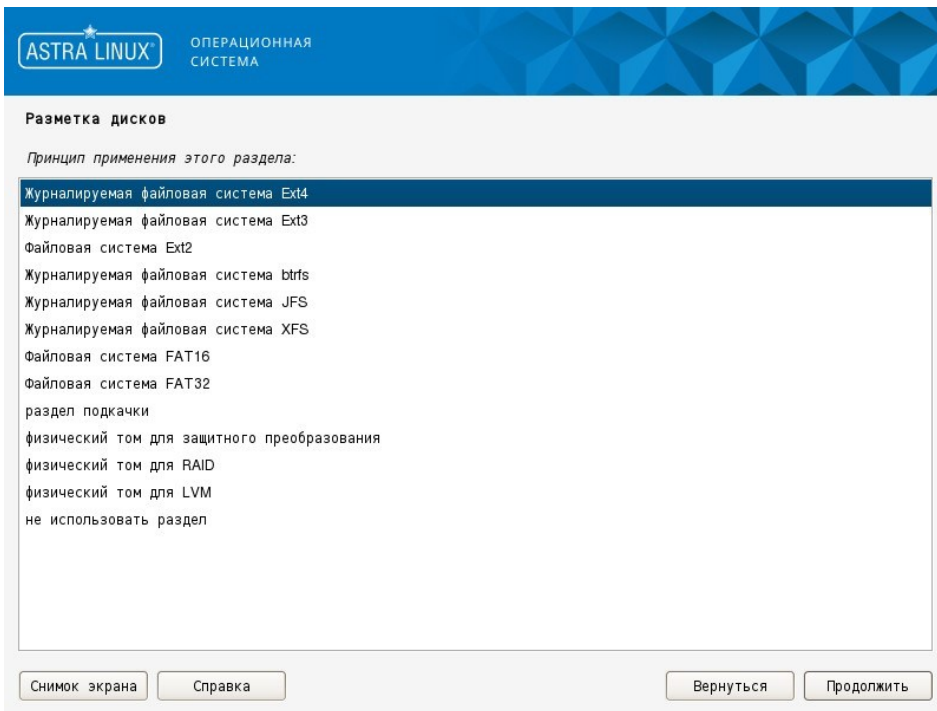 ASTRA LINUX®
ОПЕРАЦИОННАЯ
СИСТЕМА
Разметка дисков
Принцип применения этого раздела:
Журналируемая файловая система Ext4
Журналируемая файловая система Ext3
Файловая система Ext2
Журналируемая файловая система btrfs
Журналируемая файловая система JFS
Журналируемая файловая система XFS
Файловая система FAT16
Файловая система FAT32
раздел подкачки
физический том для защитного преобразования
физический том для RAID
физический том для LVM
не использовать раздел
Снимок экрана Справка Вернуться Продолжить